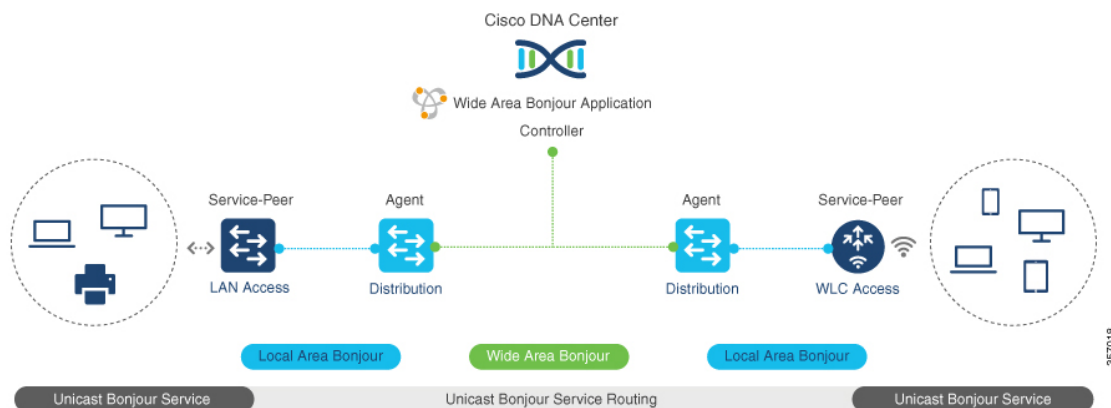 Cisco DNA Center
Wide Area Bonjour Application
Controller
Service-Peer
Agent
Agent
Service-Peer
LAN Access
Distribution
Distribution
WLC Access
Local Area Bonjour
Wide Area Bonjour
Local Area Bonjour
357918
Unicast Bonjour Service
Unicast Bonjour Service Routing
Unicast Bonjour Service